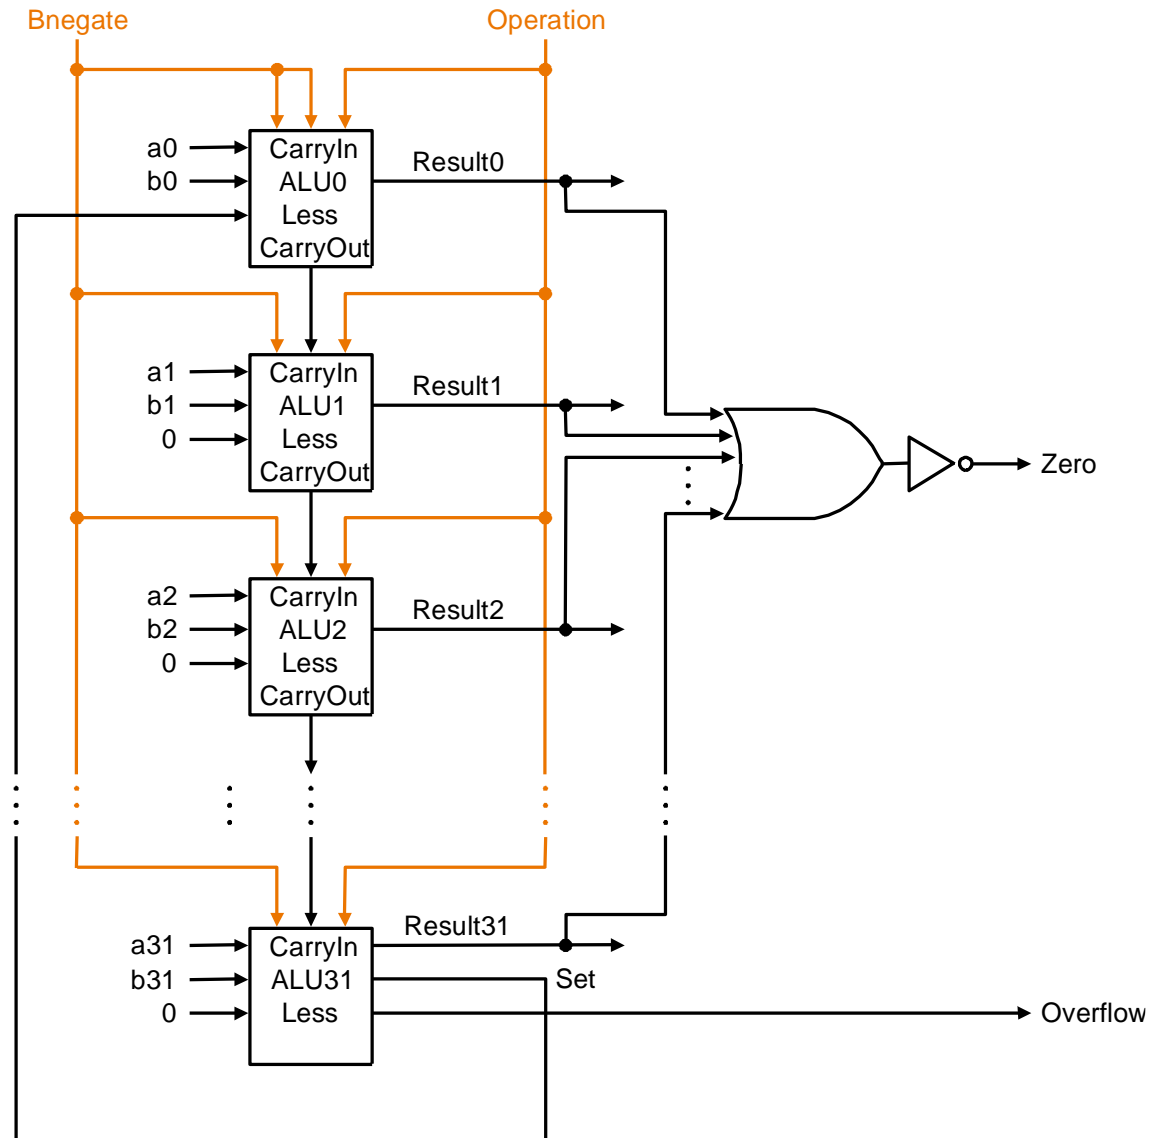 Bnegate
Operation
a0
b0
CarryIn
ALU0
Less
CarryOut
Result0
a1
b1
0
CarryIn
ALU1
Less
CarryOut
Result1
Zero
a2
b2
0
CarryIn
ALU2
Less
CarryOut
Result2
a31
b31
0
CarryIn
ALU31
Less
Result31
Set
Overflow